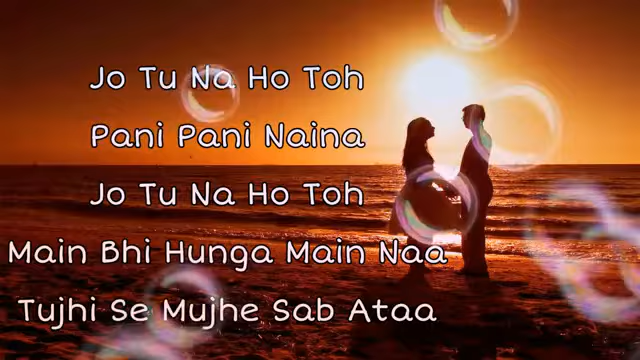 Jo Tu Na Ho Toh
Pani Pani Naina
Jo Tu Na Ho Toh
Main Bhi Hunga Main Naa
Tujhi Se Mujhe Sab Ataa